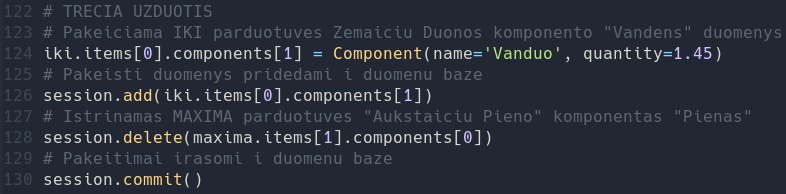 122 # TRECIA UZDUOTIS
123 # Pakeiciama IKI parduotuves Zemaiciu Duonos komponento "Vandens" duomenys
124 iki.items[0].components[1] = Component(name='Vanduo', quantity=1.45)
125 # Pakeisti duomenys pridedami i duomenu baze
126 session.add(iki.items[0].components[1])
127 # Istrinamas MAXIMA parduotuves "Aukstaiciu Pieno" komponentas "Pienas"
128 session.delete(maxima.items[1].components[0])
129 # Pakeitimai irasomi i duomenu baze
130 session.commit()